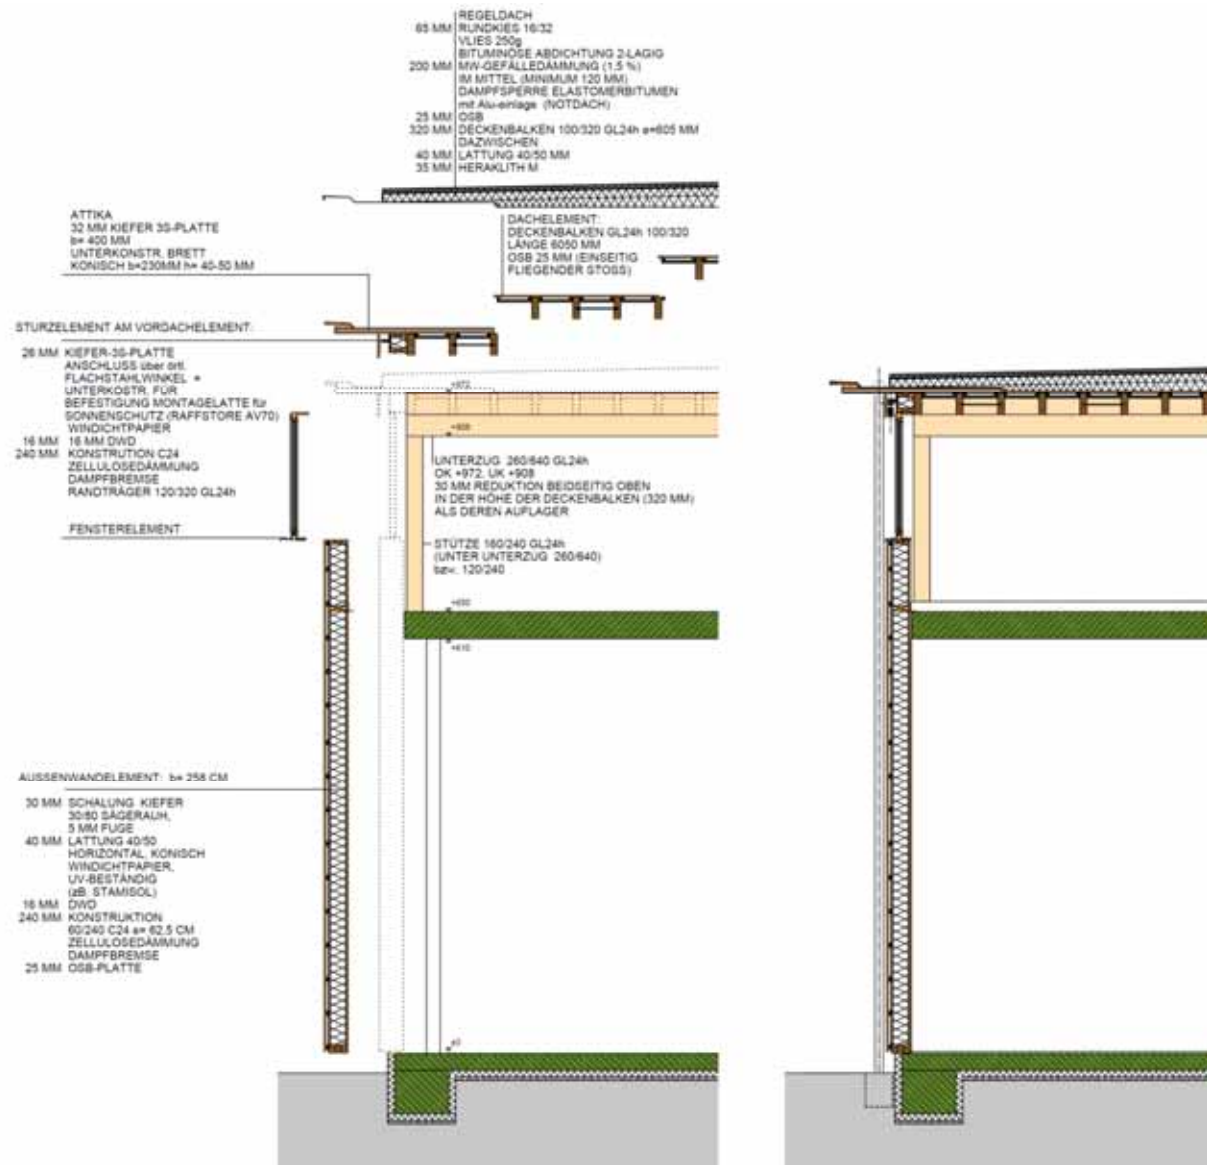 REGELDACH
65 MM RUNDKIES 16/32
VLIES 250g
BITUMINÖSE ABDICHTUNG 2-LAGIG
200 MM MW-GEFÄLLEDÄMMUNG (1,5 %)
IM MITTEL (MINIMUM 120 MM)
DAMPFSPERRE ELASTOMERBITUMEN
mit Alu-einlage (NOTDACH)
25 MM OSB
320 MM DECKENBALKEN 100/320 GL24h a=605 MM
DAZWISCHEN
40 MM LATTUNG 40/50 MM
35 MM HERAKLITH M
ATTIKA
32 MM KIEFER 3S-PLATTE
b= 400 MM
UNTERKONSTR. BRETT
KONISCH b=230MM h= 40-50 MM
DACHELEMENT:
DECKENBALKEN GL24h 100/320
LÄNGE 6050 MM
OSB 25 MM (EINSEITIG
FLIEGENDER STOSS)
STURZELEMENT AM VORDACHELEMENT:
26 MM KIEFER-3S-PLATTE
ANSCHLUSS über örtl.
FLACHSTAHLWINKEL =
UNTERKOSTR. FÜR
BEFESTIGUNG MONTAGELATTE für
SONNENSCHUTZ (RAFFSTORE AV70)
WINDICHTPAPIER
16 MM 16 MM DWD
240 MM KONSTRUTION C24
ZELLULOSEDÄMMUNG
DAMPFBREMSE
RANDTRÄGER 120/320 GL24h
FENSTERELEMENT
+972
+908
UNTERZUG 260/640 GL24h
OK +972, UK +908
30 MM REDUKTION BEIDSEITIG OBEN
IN DER HÖHE DER DECKENBALKEN (320 MM)
ALS DEREN AUFLAGER
STÜTZE 160/240 GL24h
(UNTER UNTERZUG 260/640)
bzw. 120/240
+650
+610
AUSSENWANDELEMENT: b= 258 CM
30 MM SCHALUNG KIEFER
30/80 SÄGERAUH,
5 MM FUGE
40 MM LATTUNG 40/50
HORIZONTAL, KONISCH
WINDICHTPAPIER,
UV-BESTÄNDIG
(zB. STAMISOL)
16 MM DWD
240 MM KONSTRUKTION
60/240 C24 a= 62,5 CM
ZELLULOSEDÄMMUNG
DAMPFBREMSE
25 MM OSB-PLATTE
±0